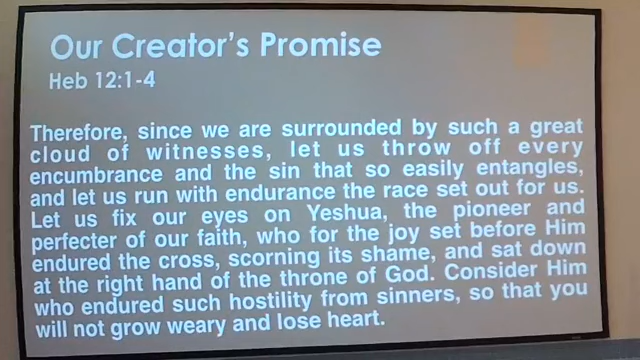 Our Creator's Promise
Heb 12:1-4
Therefore, since we are surrounded by such a great
cloud of witnesses, let us throw off every
encumbrance and the sin that so easily entangles,
and let us run with endurance the race set out for us.
Let us fix our eyes on Yeshua, the pioneer and
perfecter of our faith, who for the joy set before Him
endured the cross, scorning its shame, and sat down
at the right hand of the throne of God. Consider Him
who endured such hostility from sinners, so that you
will not grow weary and lose heart.